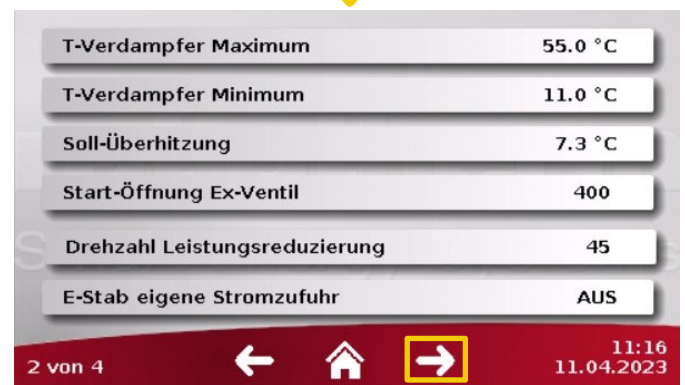 T-Verdampfer Maximum 55.0 °C
T-Verdampfer Minimum 11.0 °C
Soll-Überhitzung 7.3 °C
Start-Öffnung Ex-Ventil 400
Drehzahl Leistungsreduzierung 45
E-Stab eigene Stromzufuhr AUS
2 von 4 11:16
11.04.2023